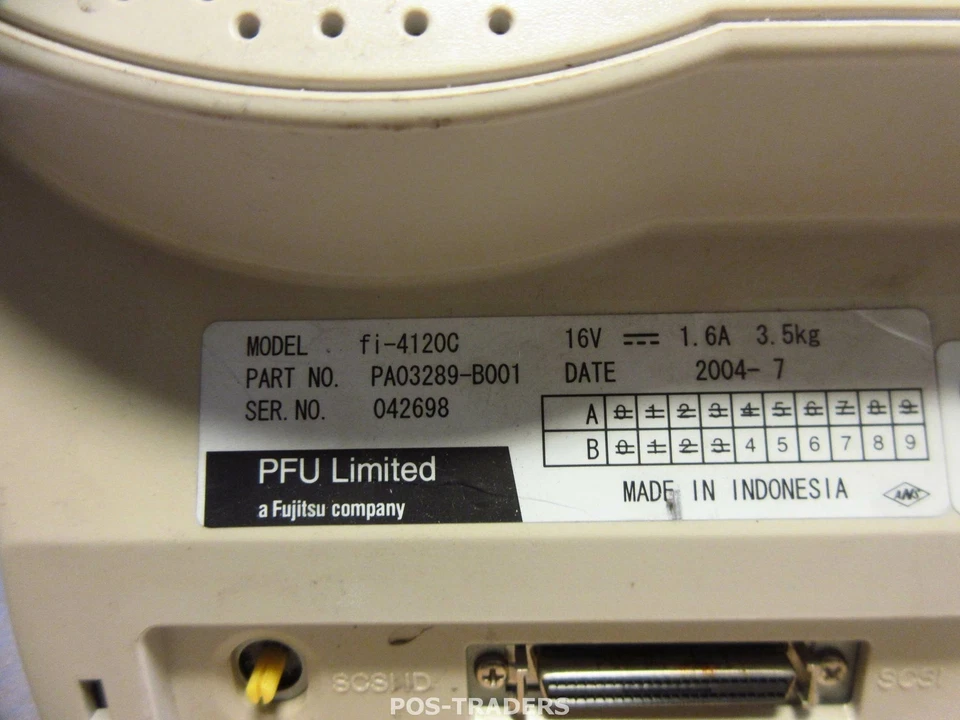 MODEL fi-4120C 16V 1.6A 3.5kg
PART NO. PA03289-B001 DATE 2004- 7
SER. NO. 042698
A 0 1 2 3 4 5 6 7 8 9
B 0 1 2 3 4 5 6 7 8 9
PFU Limited
a Fujitsu company
MADE IN INDONESIA
ANS
SCSI ID
SCSI
POS-TRADERS